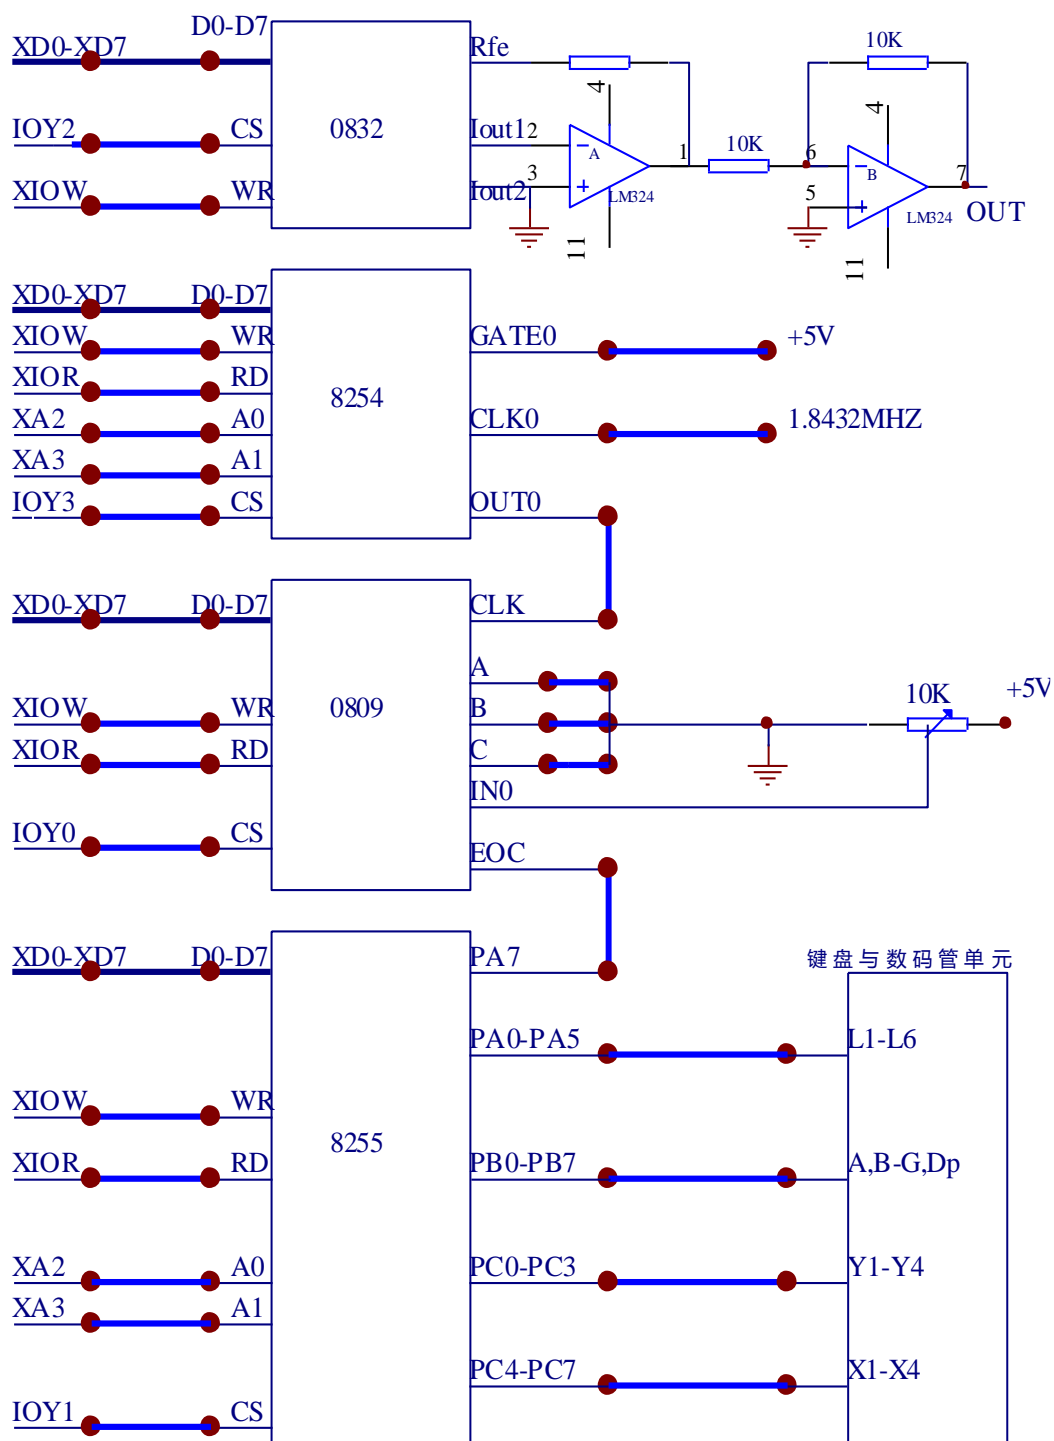 D0-D7
XD0-XD7
Rfe
10K
4
4
IOY2
CS
0832
Iout1
2
A
1
10K
6
B
7
3
5
XIOW
WR
Iout2
LM324
LM324
OUT
11
11
XD0-XD7
D0-D7
XIOW
WR
GATE0
+5V
XIOR
RD
8254
XA2
A0
CLK0
1.8432MHZ
XA3
A1
IOY3
CS
OUT0
XD0-XD7
D0-D7
CLK
A
10K
+5V
XIOW
WR
0809
B
XIOR
RD
C
IN0
IOY0
CS
EOC
XD0-XD7
D0-D7
PA7
键盘与数码管单元
PA0-PA5
L1-L6
XIOW
WR
8255
XIOR
RD
PB0-PB7
A,B-G,Dp
XA2
A0
PC0-PC3
Y1-Y4
XA3
A1
PC4-PC7
X1-X4
IOY1
CS